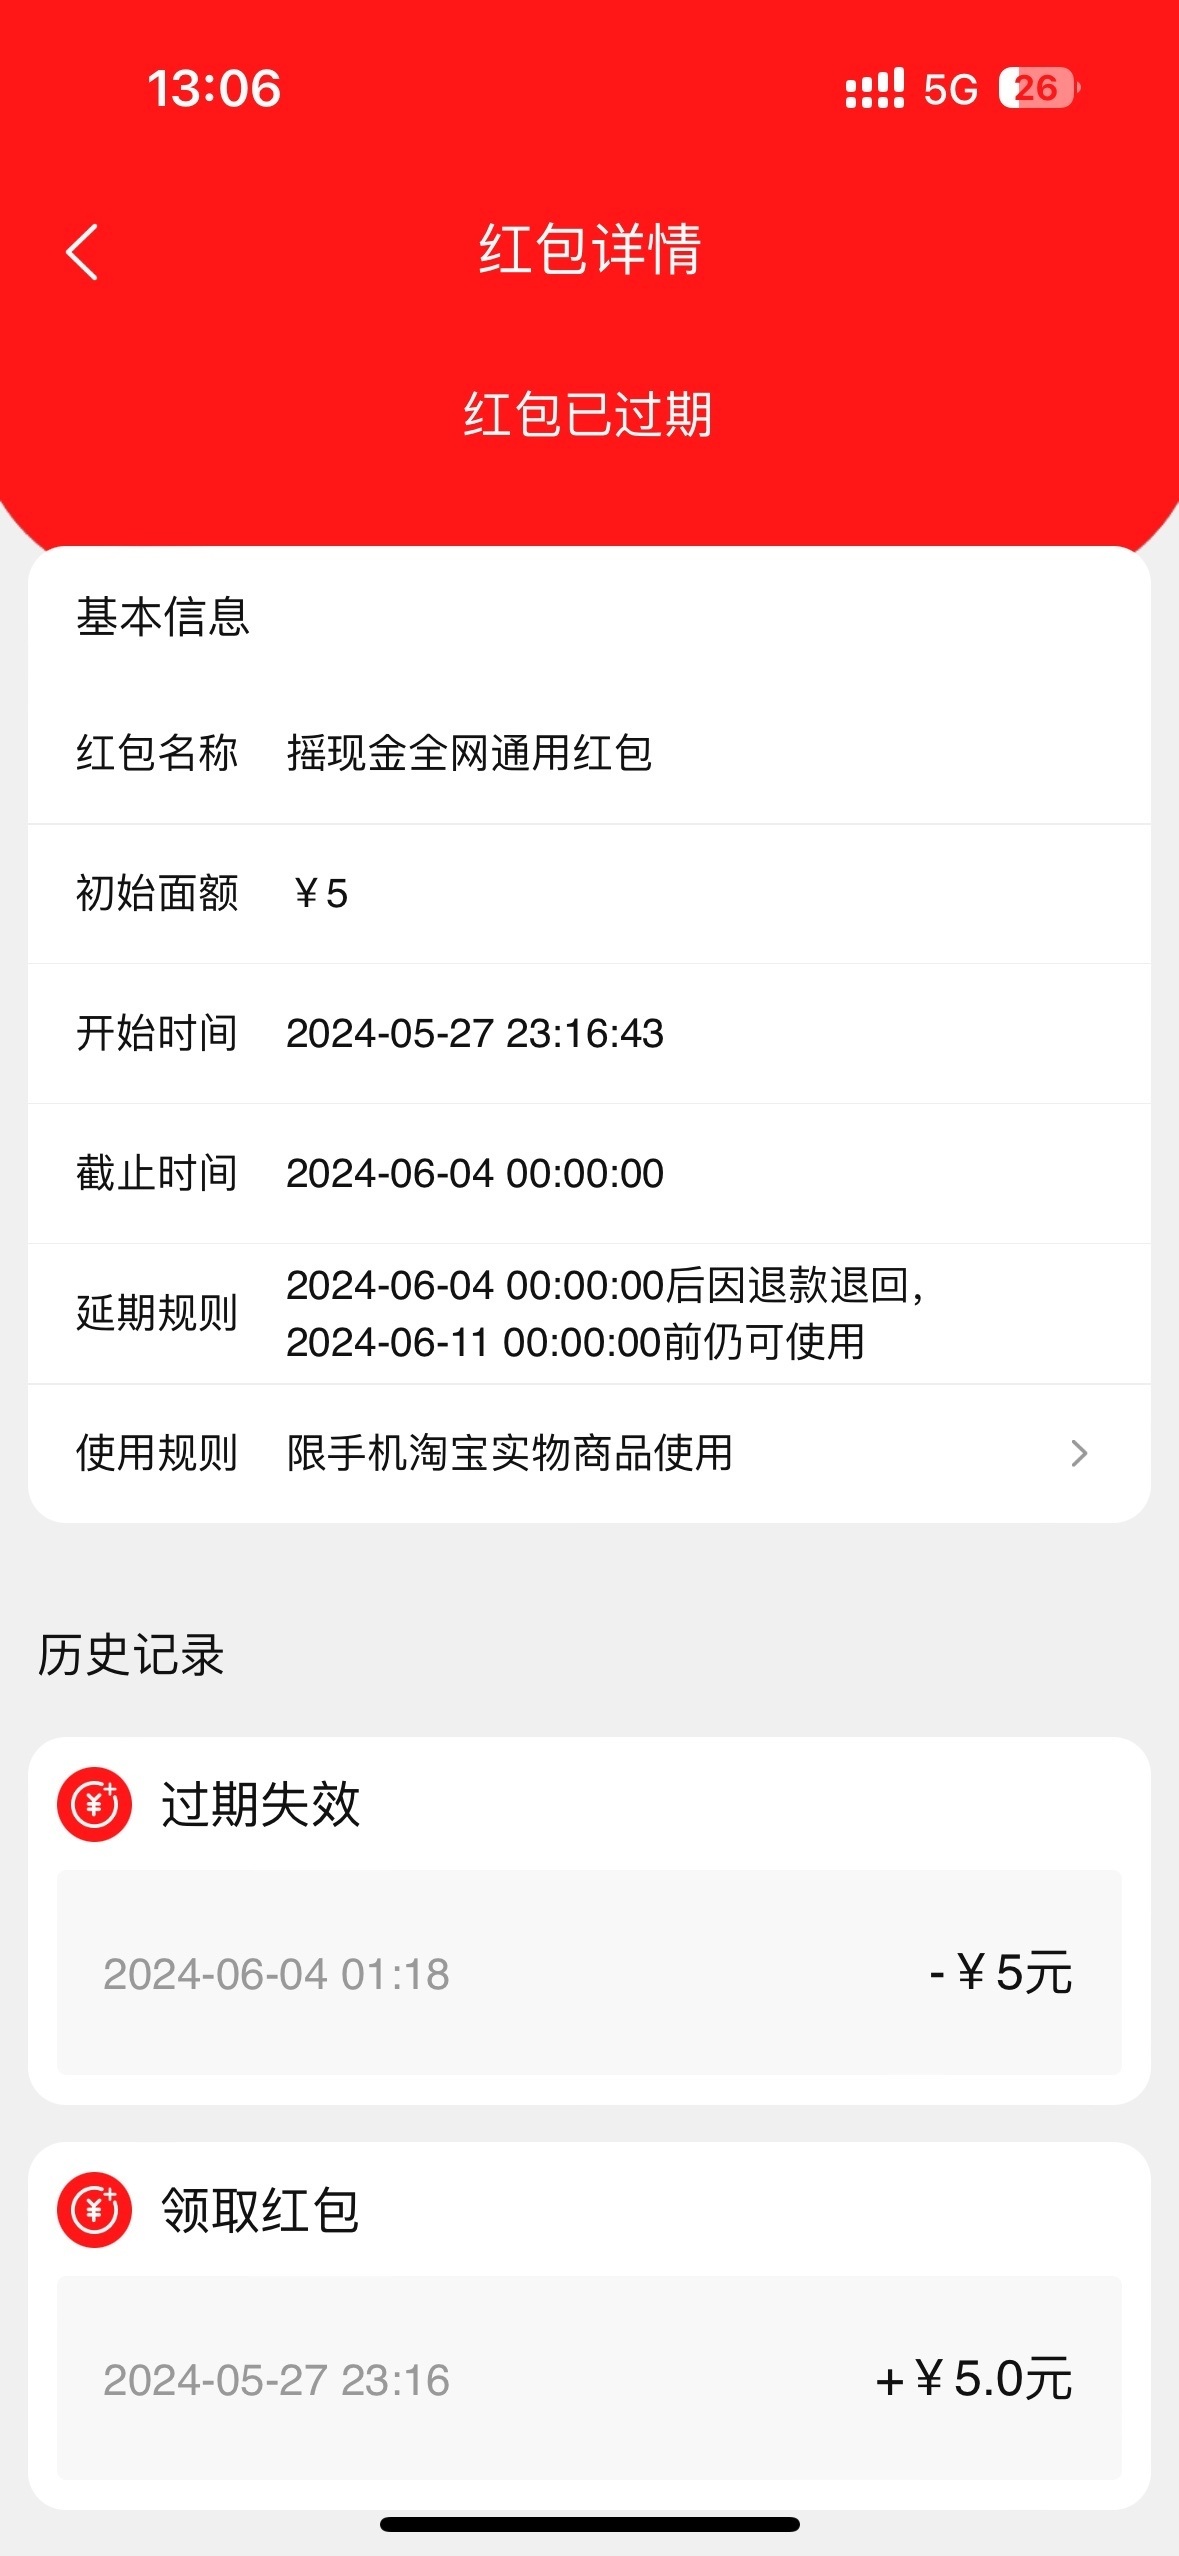 13:06
5G
26
红包详情
红包已过期
基本信息
红包名称 摇现金全网通用红包
初始面额 ￥5
开始时间 2024-05-27 23:16:43
截止时间 2024-06-04 00:00:00
延期规则 2024-06-04 00:00:00后因退款退回，
2024-06-11 00:00:00前仍可使用
使用规则 限手机淘宝实物商品使用
历史记录
过期失效
2024-06-04 01:18 -￥5元
领取红包
2024-05-27 23:16 +￥5.0元